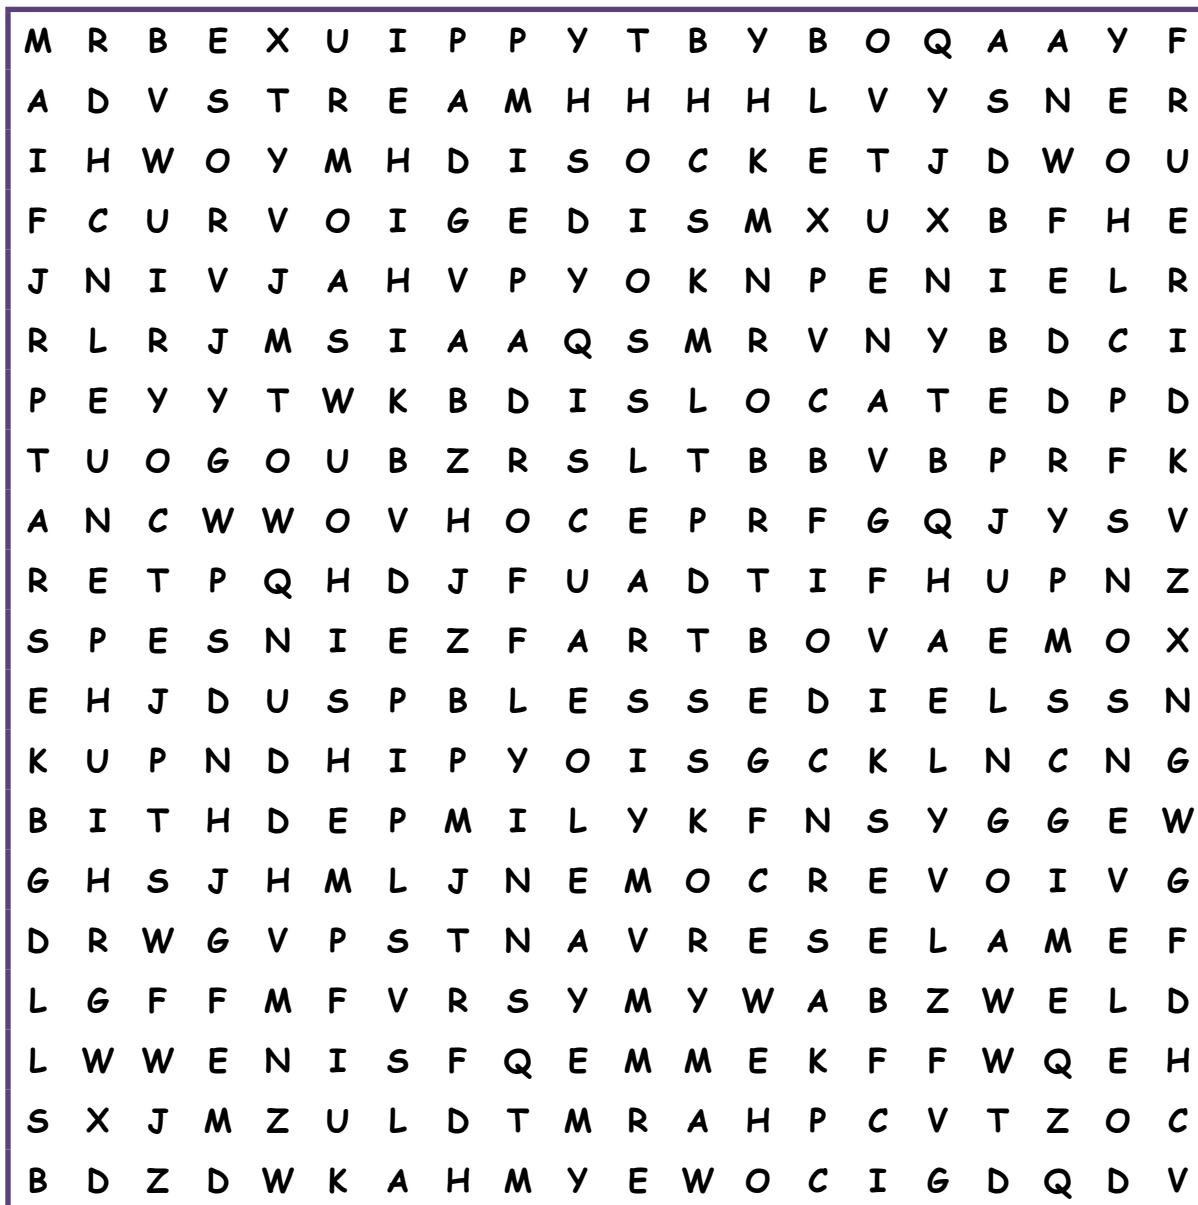 M R B E X U I P P Y T B Y B O Q A A Y F
A D V S T R E A M H H H H L V Y S N E R
I H W O Y M H D I S O C K E T J D W O U
F C U R V O I G E D I S M X U X B F H E
J N I V J A H V P Y O K N P E N I E L R
R L R J M S I A A Q S M R V N Y B D C I
P E Y Y T W K B D I S L O C A T E D P D
T U O G O U B Z R S L T B B V B P R F K
A N C W W O V H O C E P R F G Q J Y S V
R E T P Q H D J F U A D T I F H U P N Z
S P E S N I E Z F A R T B O V A E M O X
E H J D U S P B L E S S E D I E L S S N
K U P N D H I P Y O I S G C K L N C N G
B I T H D E P M I L Y K F N S Y G G E W
G H S J H M L J N E M O C R E V O I V G
D R W G V P S T N A V R E S E L A M E F
L G F F M F V R S Y M Y W A B Z W E L D
L W W E N I S F Q E M M E K F F W Q E H
S X J M Z U L D T M R A H P C V T Z O C
B D Z D W K A H M Y E W O C I G D Q D V